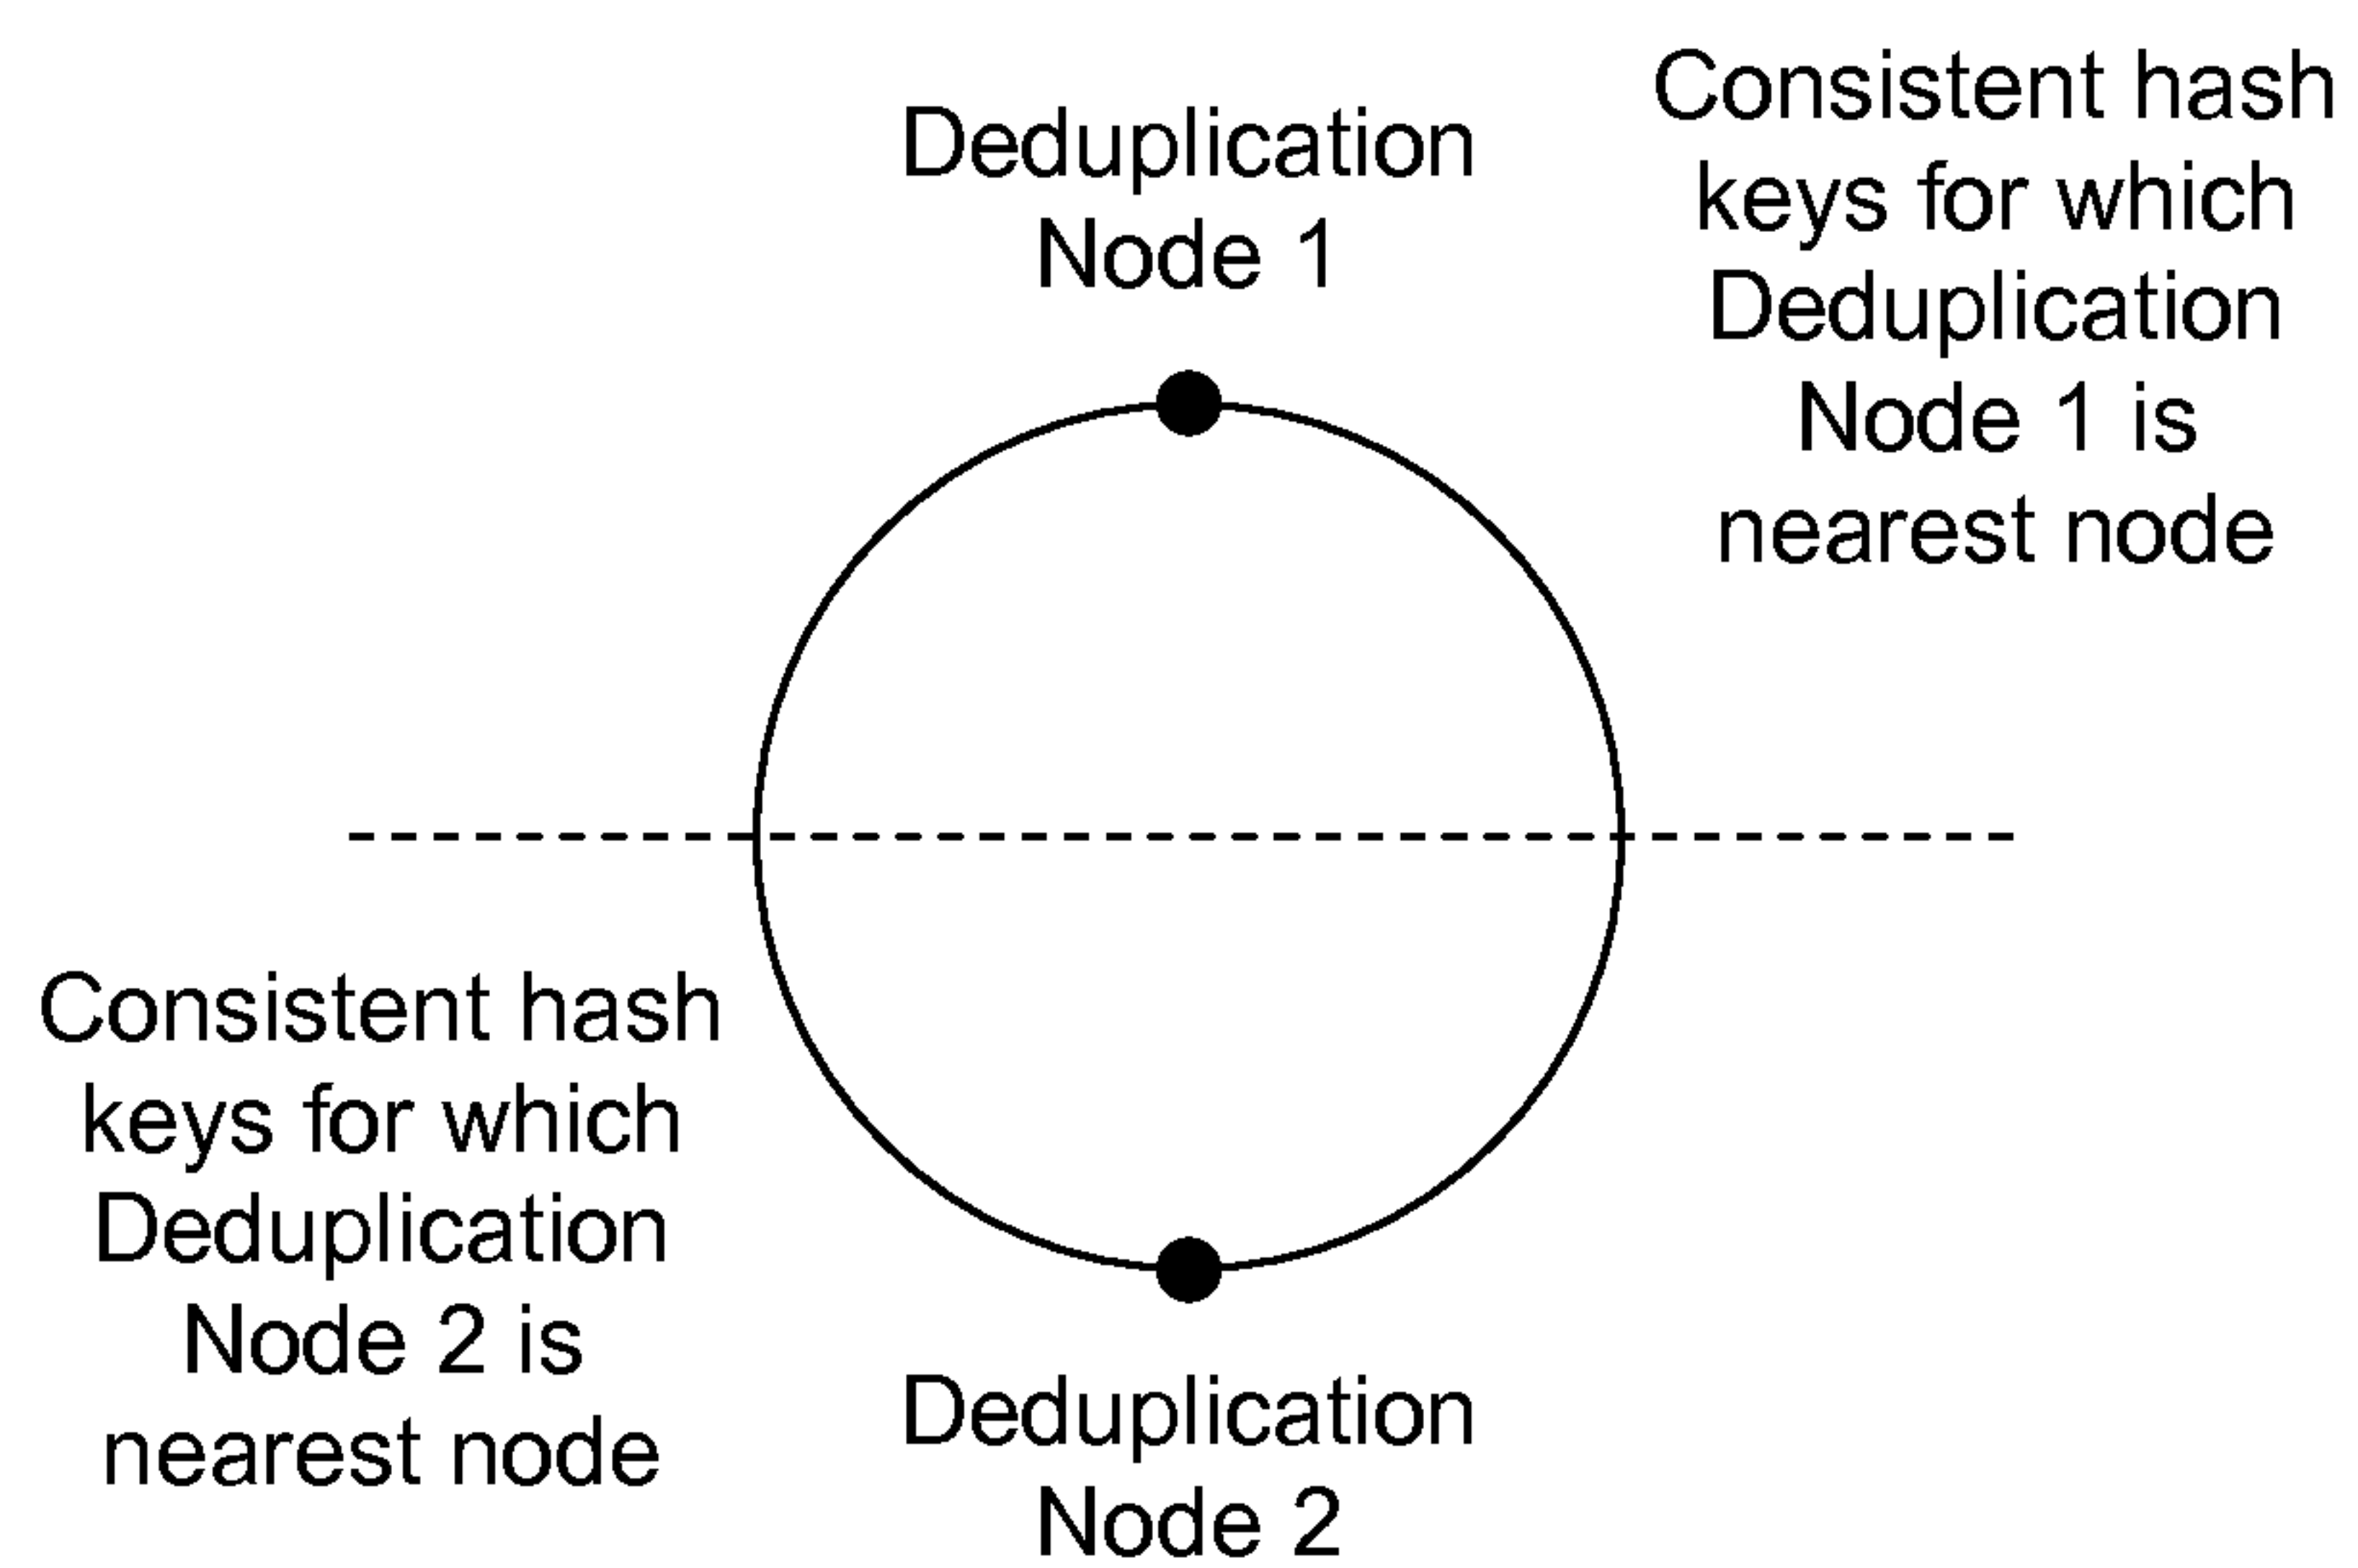 Deduplication
Node 1
Consistent hash
keys for which
Deduplication
Node 1 is
nearest node
Consistent hash
keys for which
Deduplication
Node 2 is
nearest node
Deduplication
Node 2